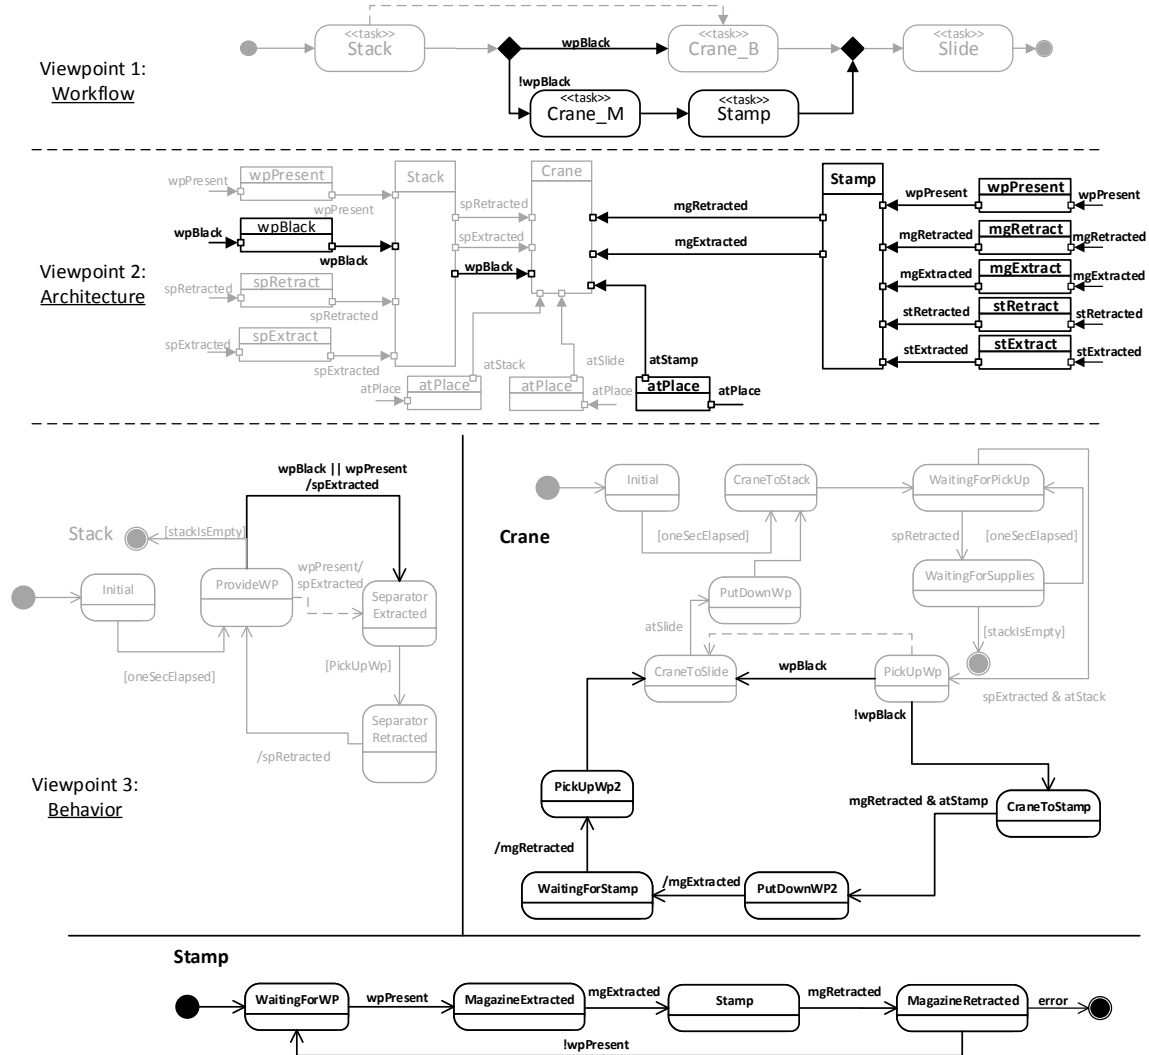 <<task>>
Stack
wpBlack
<<task>>
Crane_B
<<task>>
Slide
Viewpoint 1:
Workflow
!wpBlack
<<task>>
Crane_M
<<task>>
Stamp
wpPresent
wpPresent
wpPresent
Stack
Crane
Stamp
wpPresent
wpPresent
wpPresent
spRetracted
mgRetracted
wpBlack
wpBlack
wpBlack
mgRetracted
mgRetract
mgRetracted
spExtracted
mgExtracted
Viewpoint 2:
Architecture
wpBlack
mgExtracted
mgExtract
mgExtracted
spRetracted
spRetract
spRetracted
stRetracted
stRetract
stRetracted
spExtracted
spExtract
spExtracted
stExtracted
stExtract
stExtracted
atStack
atSlide
atStamp
atPlace
atPlace
atPlace
atPlace
atPlace
atPlace
wpBlack || wpPresent
/spExtracted
Stack
[stackIsEmpty]
Initial
ProvideWP
wpPresent/
spExtracted
Separator
Extracted
[oneSecElapsed]
[PickUpWp]
Separator
Retracted
/spRetracted
Viewpoint 3:
Behavior
Crane
Initial
CraneToStack
WaitingForPickUp
[oneSecElapsed]
spRetracted
[oneSecElapsed]
WaitingForSupplies
PutDownWp
atSlide
[stackIsEmpty]
CraneToSlide
wpBlack
PickUpWp
spExtracted & atStack
!wpBlack
PickUpWp2
mgRetracted & atStamp
CraneToStamp
/mgRetracted
WaitingForStamp
/mgExtracted
PutDownWP2
Stamp
WaitingForWP
wpPresent
MagazineExtracted
mgExtracted
Stamp
mgRetracted
MagazineRetracted
error
!wpPresent